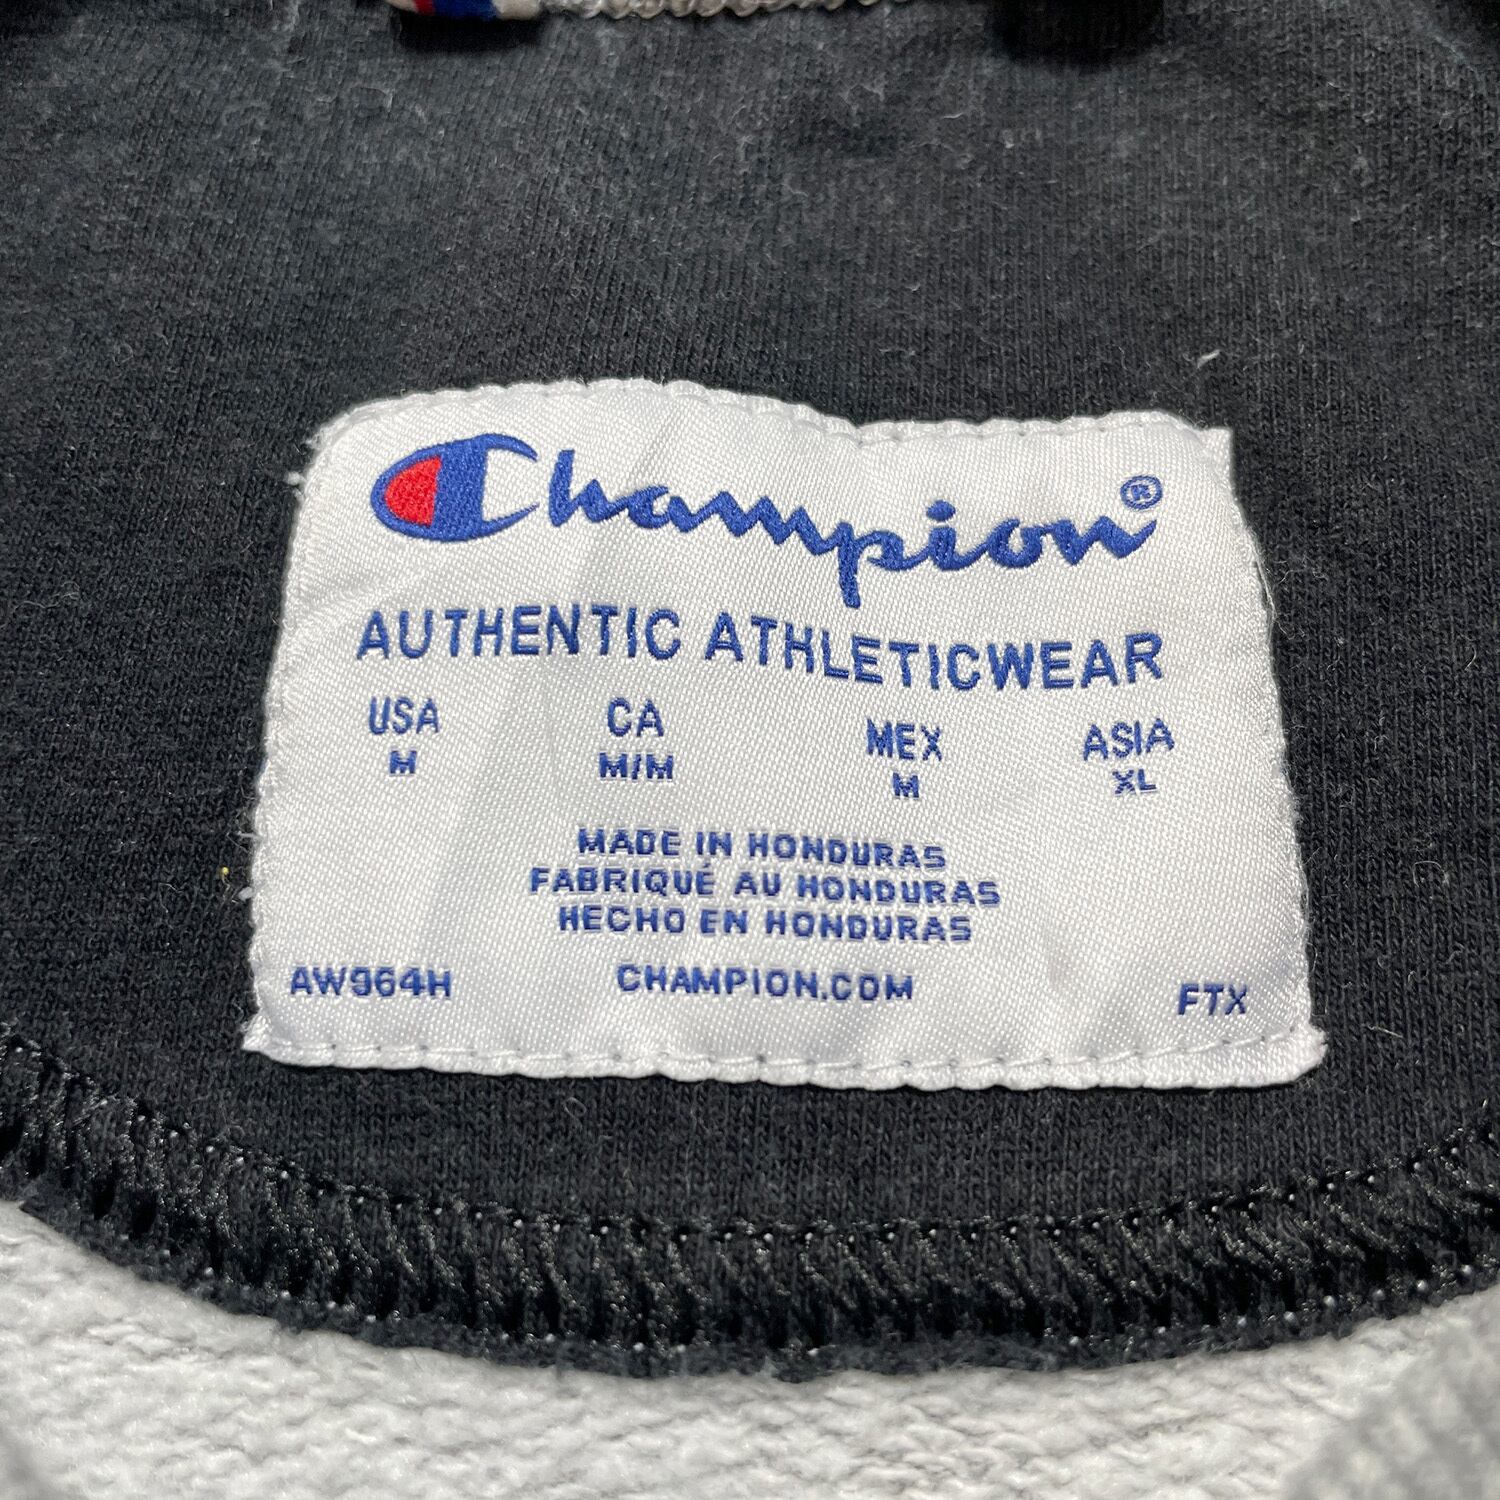 Champion®
AUTHENTIC ATHLETICWEAR
USA CA MEX ASIA
M M/M M XL
MADE IN HONDURAS
FABRIQUÉ AU HONDURAS
HECHO EN HONDURAS
AW964H CHAMPION.COM FTX